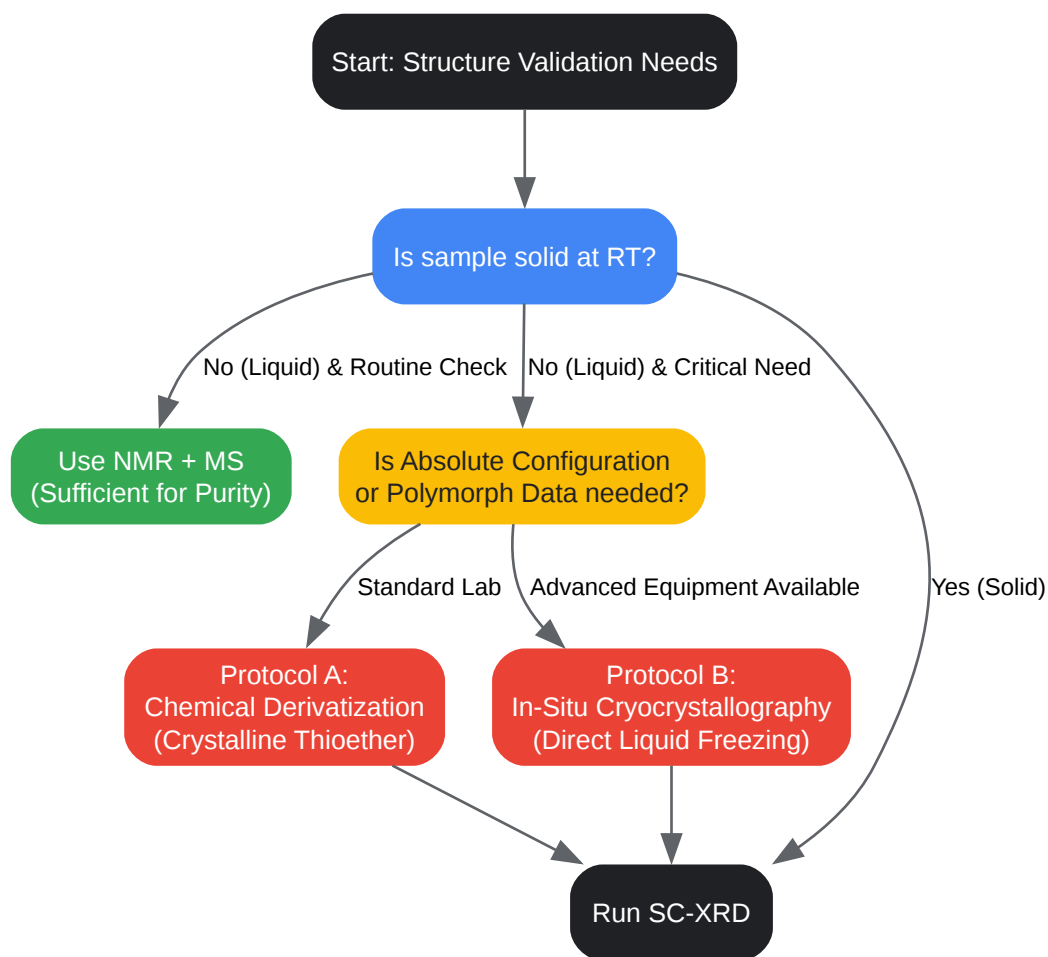 Start: Structure Validation Needs
Is sample solid at RT?
No (Liquid) & Routine Check
No (Liquid) & Critical Need
Use NMR + MS
(Sufficient for Purity)
Is Absolute Configuration
or Polymorph Data needed?
Standard Lab
Advanced Equipment Available
Yes (Solid)
Protocol A:
Chemical Derivatization
(Crystalline Thioether)
Protocol B:
In-Situ Cryocrystallography
(Direct Liquid Freezing)
Run SC-XRD